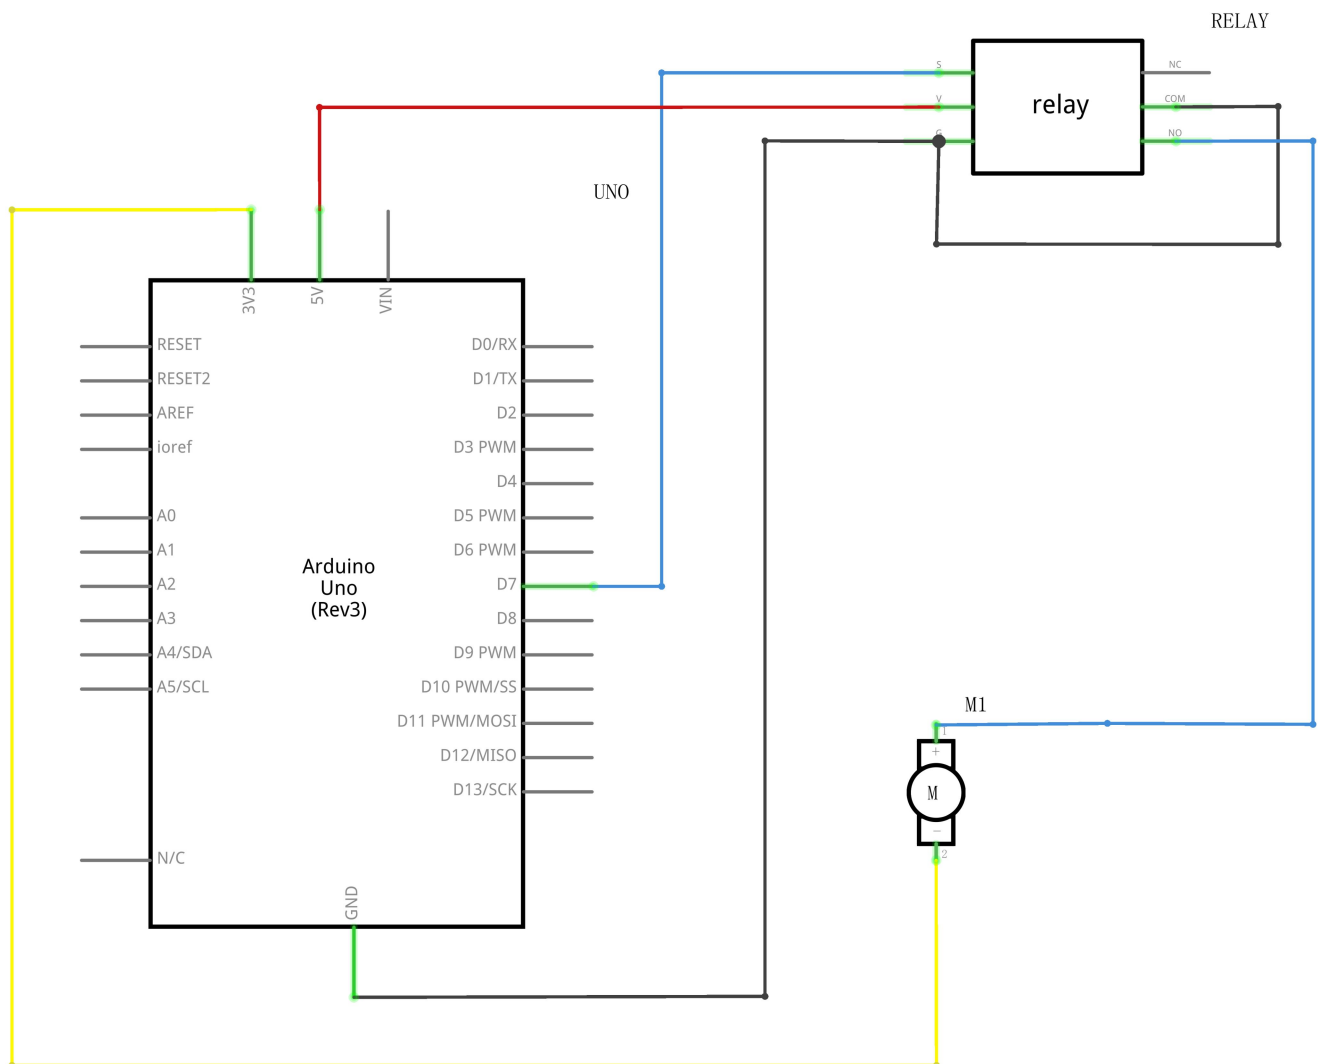 RELAY
S
NC
V
COM
relay
G
NO
UNO
3V3
5V
VIN
RESET
D0/RX
RESET2
D1/TX
AREF
D2
ioref
D3 PWM
D4
A0
D5 PWM
A1
D6 PWM
Arduino
Uno
(Rev3)
A2
D7
A3
D8
A4/SDA
D9 PWM
A5/SCL
D10 PWM/SS
D11 PWM/MOSI
D12/MISO
D13/SCK
N/C
GND
M1
1
+
M
−
2